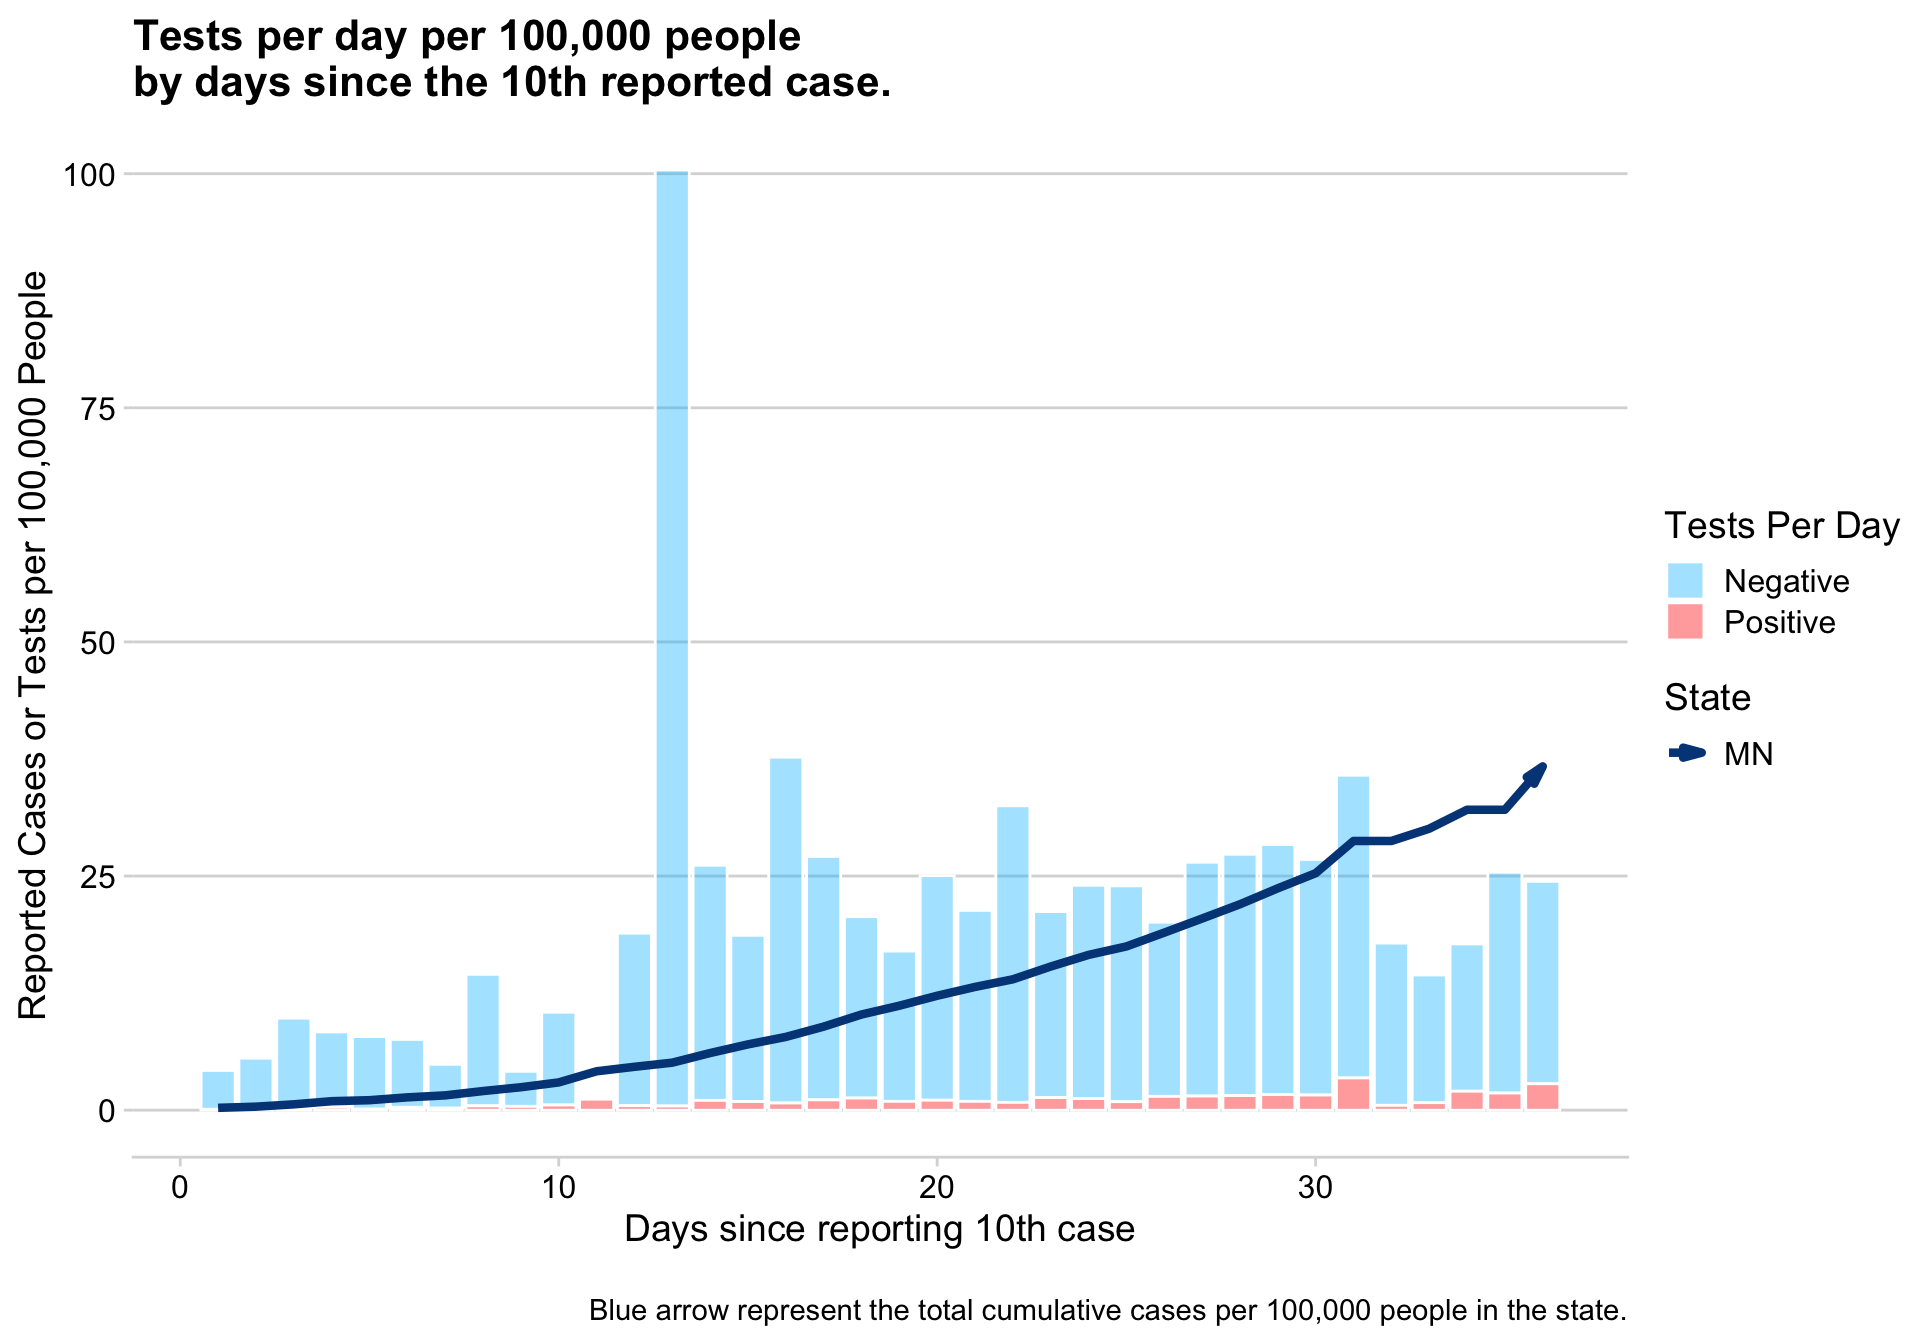 Tests per day per 100,000 people
by days since the 10th reported case.
Reported Cases or Tests per 100,000 People
100
75
50
25
0
0 10 20 30
Days since reporting 10th case
Tests Per Day
Negative
Positive
State
MN
Blue arrow represent the total cumulative cases per 100,000 people in the state.